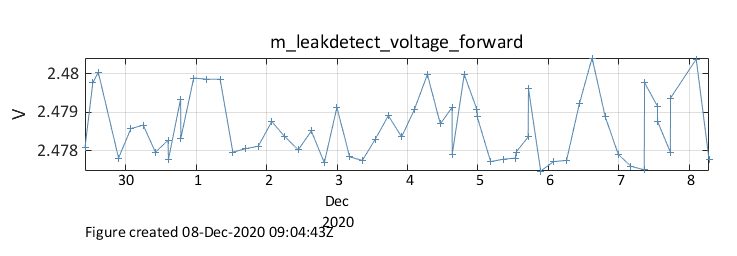 m_leakdetect_voltage_forward
2.48
2.479
2.478
V
30 1 2 3 4 5 6 7 8
Dec
2020
Figure created 08-Dec-2020 09:04:43Z